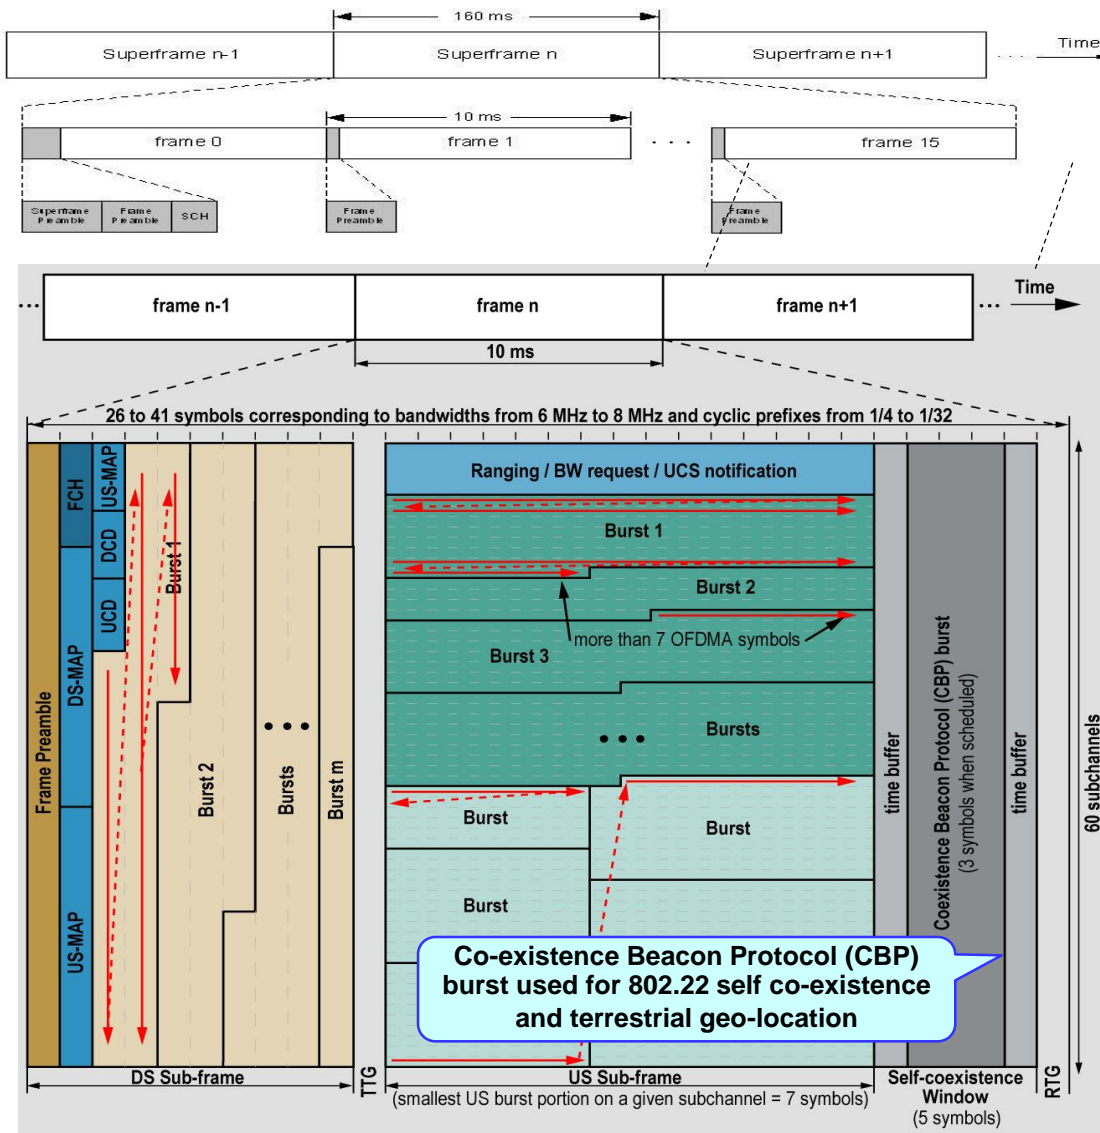 160 ms
Superframe n-1
Superframe n
Superframe n+1
. . .
Time
10 ms
frame 0
frame 1
. . .
frame 15
Superframe
Preamble
Frame
Preamble
SCH
Frame
Preamble
Frame
Preamble
...
frame n-1
frame n
frame n+1
...
Time
10 ms
26 to 41 symbols corresponding to bandwidths from 6 MHz to 8 MHz and cyclic prefixes from 1/4 to 1/32
Frame Preamble
FCH
DS-MAP
US-MAP
US-MAP
DCD
UCD
Burst 1
Burst 2
...
Bursts
Burst m
TTG
Ranging / BW request / UCS notification
Burst 1
Burst 2
more than 7 OFDMA symbols
Burst 3
Bursts
...
Burst
Burst
Burst
time buffer
Coexistence Beacon Protocol (CBP) burst
(3 symbols when scheduled)
time buffer
RTG
60 subchannels
Co-existence Beacon Protocol (CBP)
burst used for 802.22 self co-existence
and terrestrial geo-location
DS Sub-frame
US Sub-frame
(smallest US burst portion on a given subchannel = 7 symbols)
Self-coexistence
Window
(5 symbols)